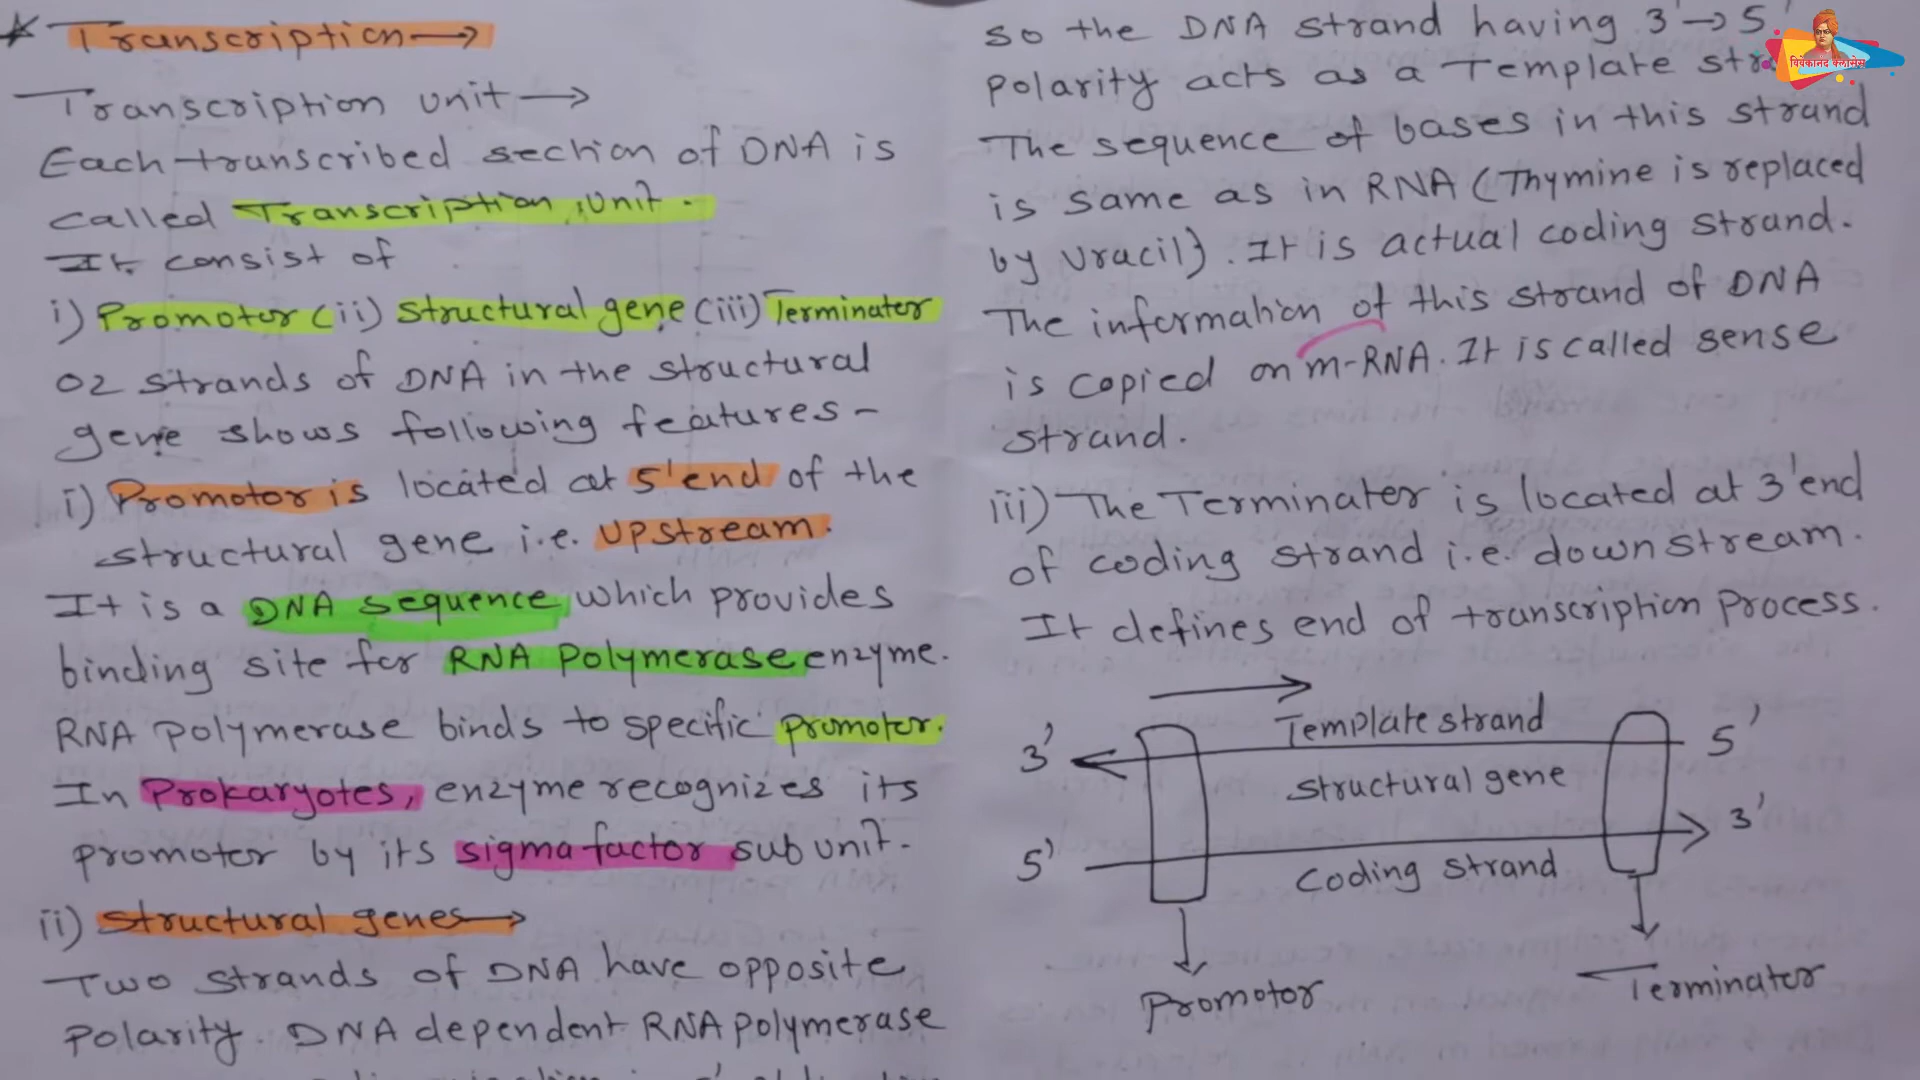 Transcription →
Transcription unit →
Each transcribed section of DNA is
called Transcription unit.
It consist of
i) Promotor (ii) structural gene (iii) Terminator
02 strands of DNA in the structural
gene shows following features-
i) Promotor is located at 5'end of the
structural gene i.e. Upstream.
It is a DNA sequence which provides
binding site for RNA Polymerase enzyme.
RNA Polymerase binds to specific promotor.
In Prokaryotes, enzyme recognizes its
promotor by its sigma factor subunit.
ii) Structural genes →
Two strands of DNA have opposite
Polarity. DNA dependent RNA polymerase
so the DNA strand having 3'→5'
Polarity acts as a Template
The sequence of bases in this strand
is same as in RNA (Thymine is replaced
by Uracil). It is actual coding strand.
The information of this strand of DNA
is copied on m-RNA. It is called sense
strand.
iii) The Terminator is located at 3'end
of coding strand i.e. downstream.
It defines end of transcription process.
Template strand
3' 5'
structural gene
3'
5'
Coding strand
Promotor
Terminator
विवेकानंद क्लासेस